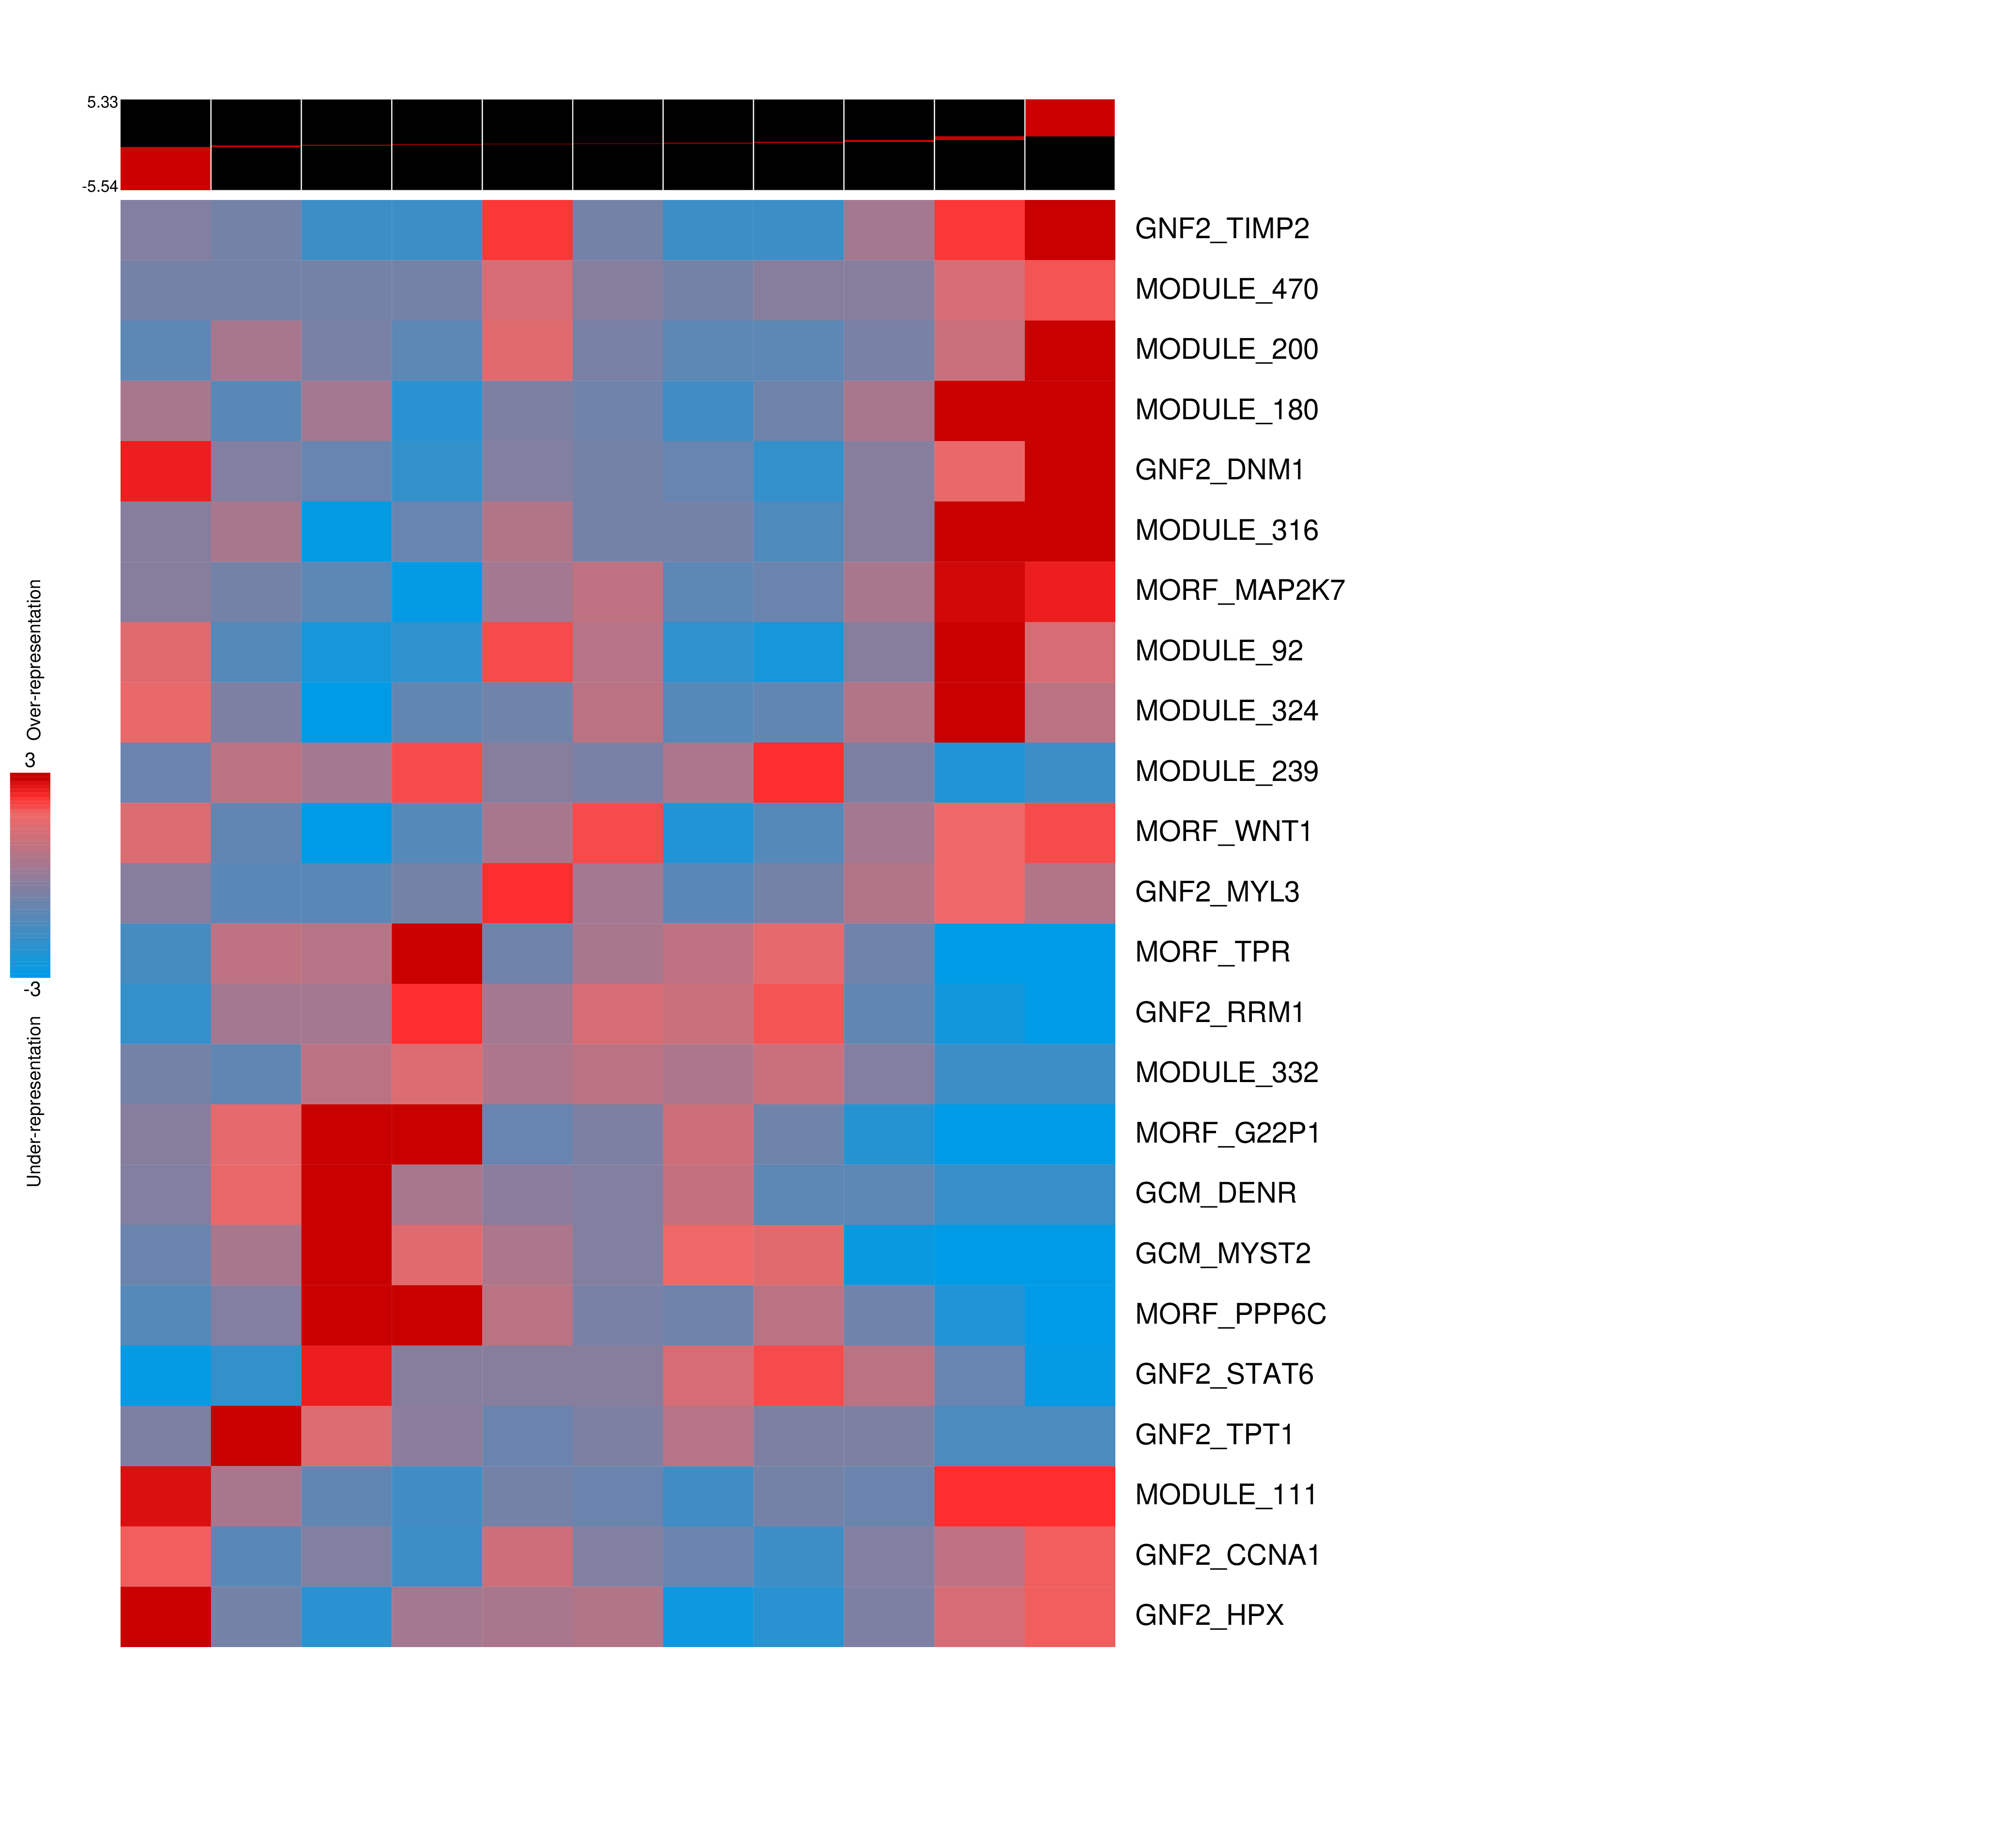 5.33
-5.54
GNF2_TIMP2
MODULE_470
MODULE_200
MODULE_180
GNF2_DNM1
MODULE_316
MORF_MAP2K7
MODULE_92
MODULE_324
MODULE_239
MORF_WNT1
GNF2_MYL3
MORF_TPR
GNF2_RRM1
MODULE_332
MORF_G22P1
GCM_DENR
GCM_MYST2
MORF_PPP6C
GNF2_STAT6
GNF2_TPT1
MODULE_111
GNF2_CCNA1
GNF2_HPX
Over-representation
3
-3
Under-representation